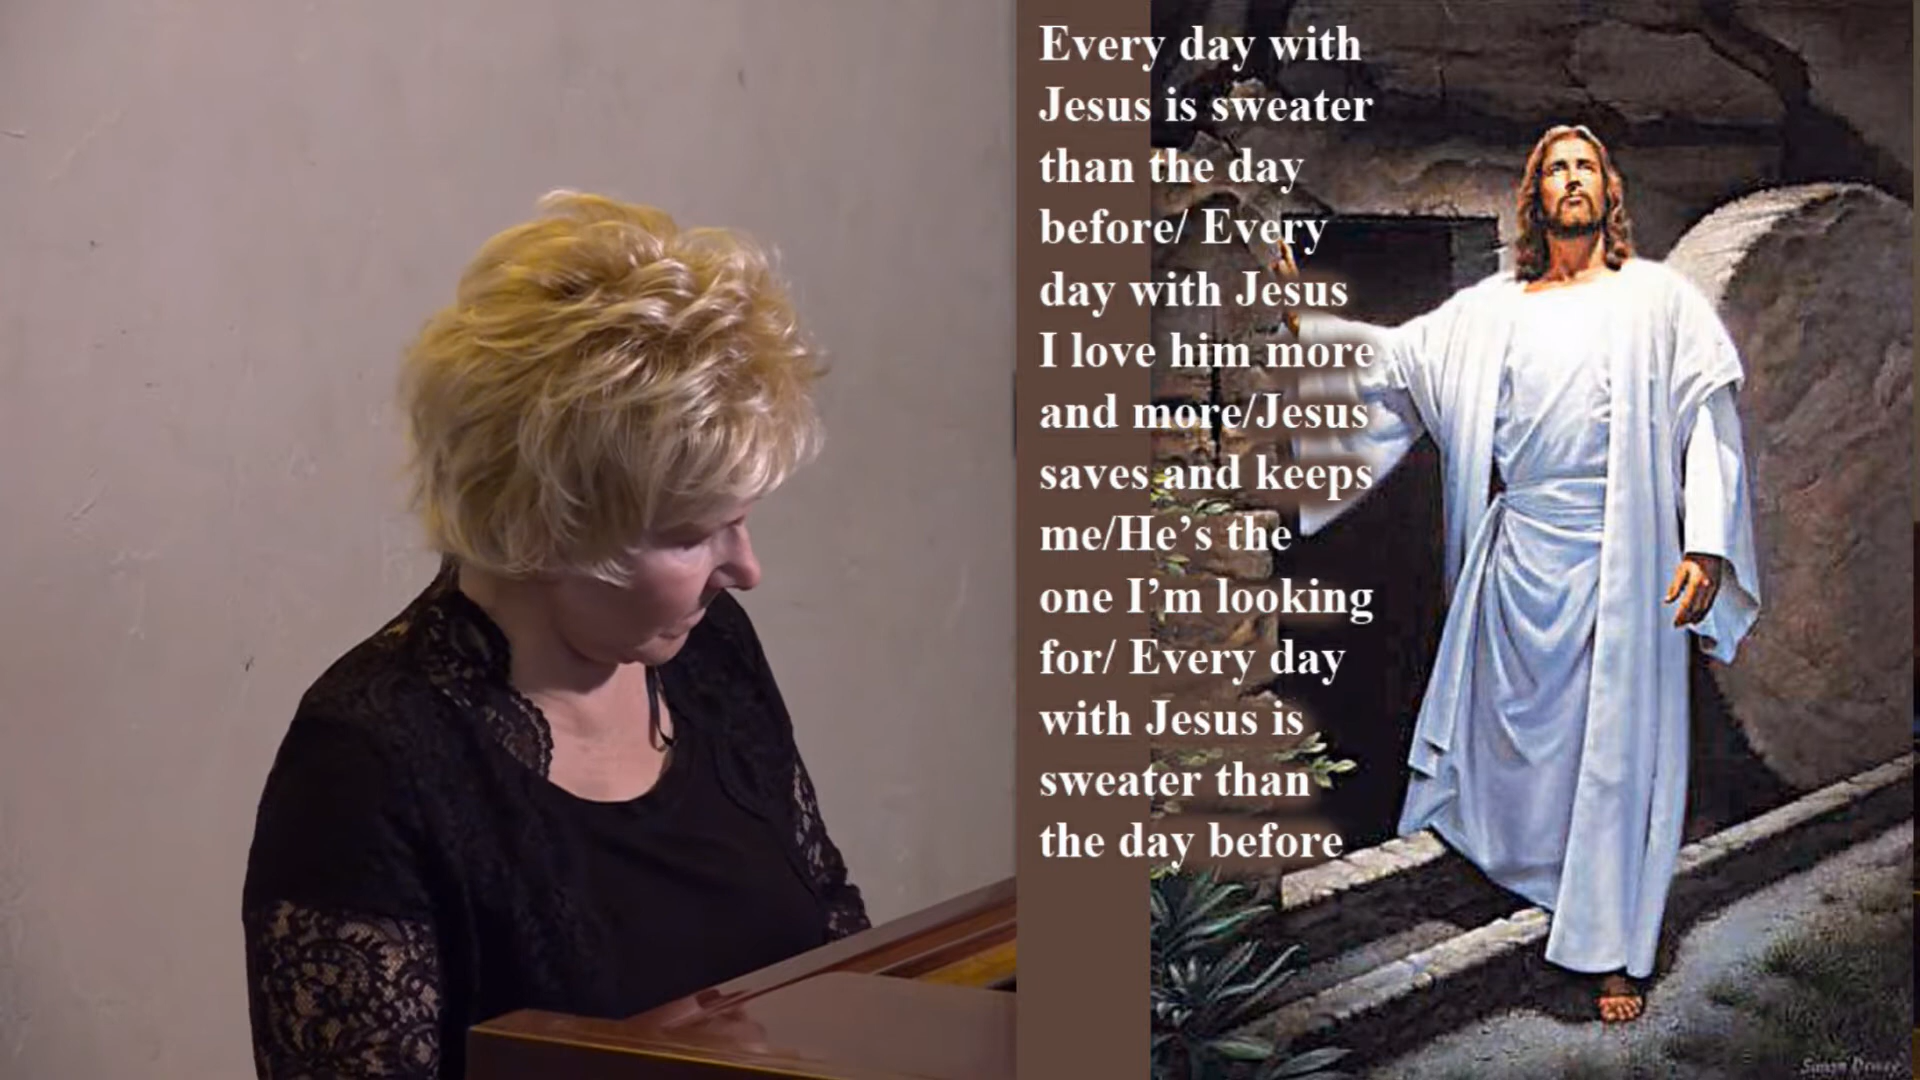 Every day with
Jesus is sweater
than the day
before/ Every
day with Jesus
I love him more
and more/Jesus
saves and keeps
me/He’s the
one I’m looking
for/ Every day
with Jesus is
sweater than
the day before
Simon Dewey